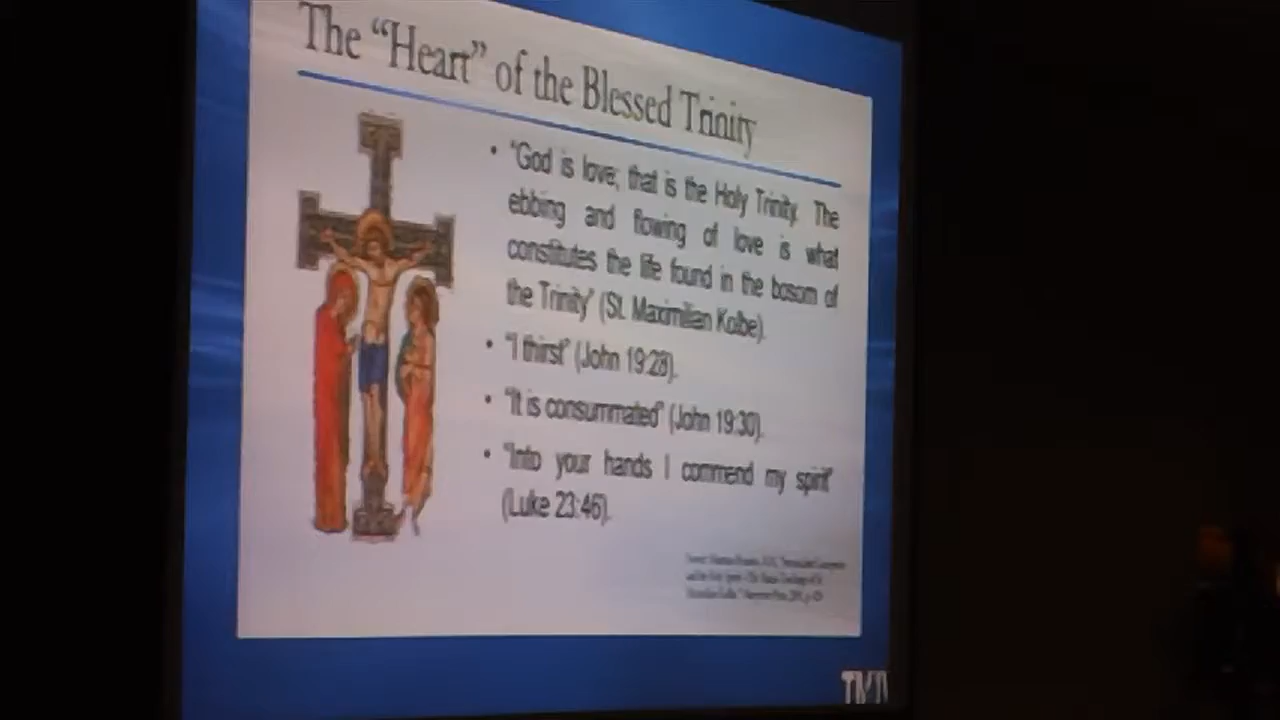 The “Heart” of the Blessed Trinity
• “God is love; that is the Holy Trinity. The
ebbing and flowing of love is what
constitutes the life found in the bosom of
the Trinity” (St. Maximilian Kolbe).
• “I thirst” (John 19:28).
• “It is consummated” (John 19:30).
• “Into your hands I commend my spirit”
(Luke 23:46).